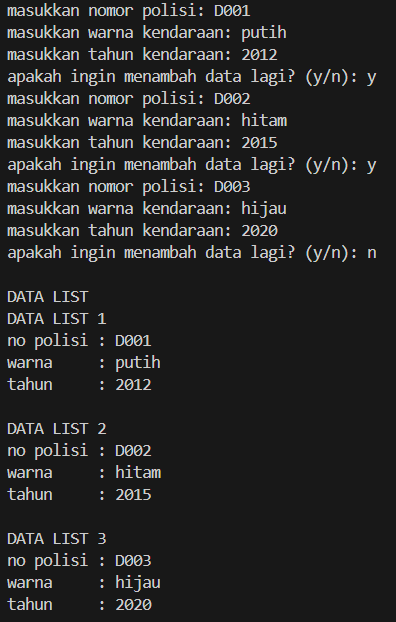 masukkan nomor polisi: D001
masukkan warna kendaraan: putih
masukkan tahun kendaraan: 2012
apakah ingin menambah data lagi? (y/n): y
masukkan nomor polisi: D002
masukkan warna kendaraan: hitam
masukkan tahun kendaraan: 2015
apakah ingin menambah data lagi? (y/n): y
masukkan nomor polisi: D003
masukkan warna kendaraan: hijau
masukkan tahun kendaraan: 2020
apakah ingin menambah data lagi? (y/n): n

DATA LIST
DATA LIST 1
no polisi : D001
warna     : putih
tahun     : 2012

DATA LIST 2
no polisi : D002
warna     : hitam
tahun     : 2015

DATA LIST 3
no polisi : D003
warna     : hijau
tahun     : 2020